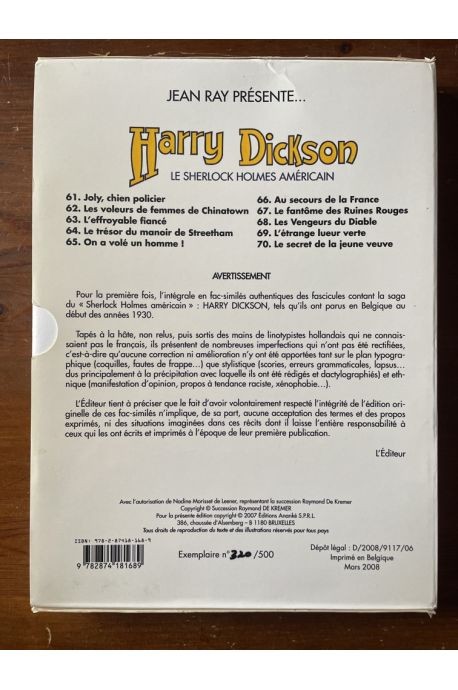 JEAN RAY PRÉSENTE...
Harry Dickson
LE SHERLOCK HOLMES AMÉRICAIN
61. Joly, chien policier
62. Les voleurs de femmes de Chinatown
63. L'effroyable fiancé
64. Le trésor du manoir de Streetham
65. On a volé un homme !
66. Au secours de la France
67. Le fantôme des Ruines Rouges
68. Les Vengeurs du Diable
69. L'étrange lueur verte
70. Le secret de la jeune veuve
AVERTISSEMENT
Pour la première fois, l'intégrale en fac-similés authentiques des fascicules contant la saga
du « Sherlock Holmes américain » : HARRY DICKSON, tels qu'ils ont parus en Belgique au
début des années 1930.
Tapés à la hâte, non relus, puis sortis des mains de linotypistes hollandais qui ne connais-
saient pas le français, ils présentent de nombreuses imperfections qui n'ont pas été rectifiées,
c'est-à-dire qu'aucune correction ni amélioration n'y ont été apportées tant sur le plan typogra-
phique (coquilles, fautes de frappe...) que stylistique (scories, erreurs grammaticales, lapsus...
dus principalement à la précipitation avec laquelle ils ont été rédigés et dactylographiés) et eth-
nique (manifestation d'opinion, propos à tendance raciste, xénophobie...).
L'Éditeur tient à préciser que le fait d'avoir volontairement respecté l'intégrité de l'édition ori-
ginelle de ces fac-similés n'implique, de sa part, aucune acceptation des termes et des propos
exprimés, ni des situations imaginées dans ces récits dont il laisse l'entière responsabilité à
ceux qui les ont écrits et imprimés à l'époque de leur première publication.
L'Éditeur
Avec l'autorisation de Nadine Morisset de Leener, représentant la succession Raymond De Kremer
Copyright © Succession Raymond DE KREMER
Pour la présente édition copyright © 2007 Éditions Ananké S.P.R.L.
386, chaussée d'Alsemberg - B 1180 BRUXELLES
Tous droits de reproduction du texte et des illustrations réservés pour tous pays
ISBN: 978-2-87418-168-9
9 782874 181689
Exemplaire n° 320/500
Dépôt légal : D/2008/9117/06
Imprimé en Belgique
Mars 2008